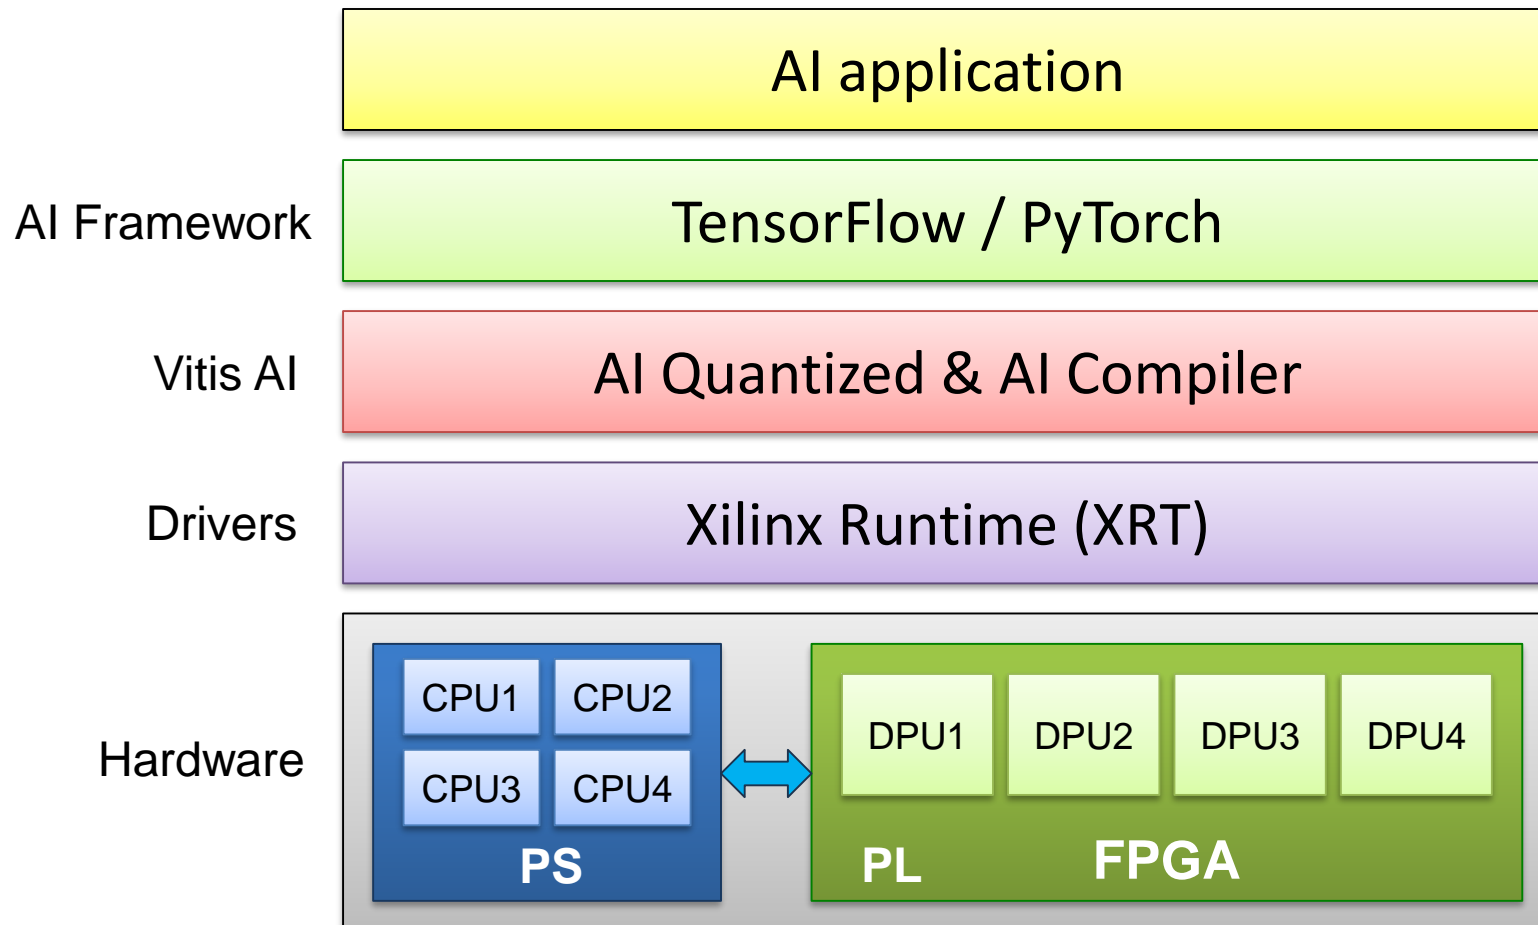 AI application
AI Framework
TensorFlow / PyTorch
Vitis AI
AI Quantized & AI Compiler
Drivers
Xilinx Runtime (XRT)
Hardware
CPU1 CPU2
CPU3 CPU4
PS
DPU1 DPU2 DPU3 DPU4
PL FPGA